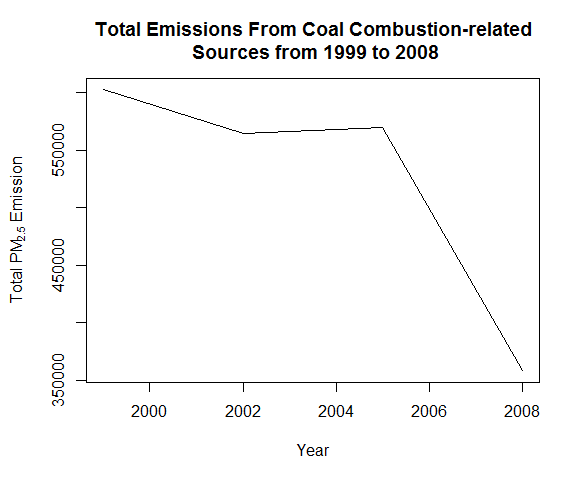 Total Emissions From Coal Combustion-related
Sources from 1999 to 2008
Total PM2.5 Emission
550000
450000
350000
2000 2002 2004 2006 2008
Year